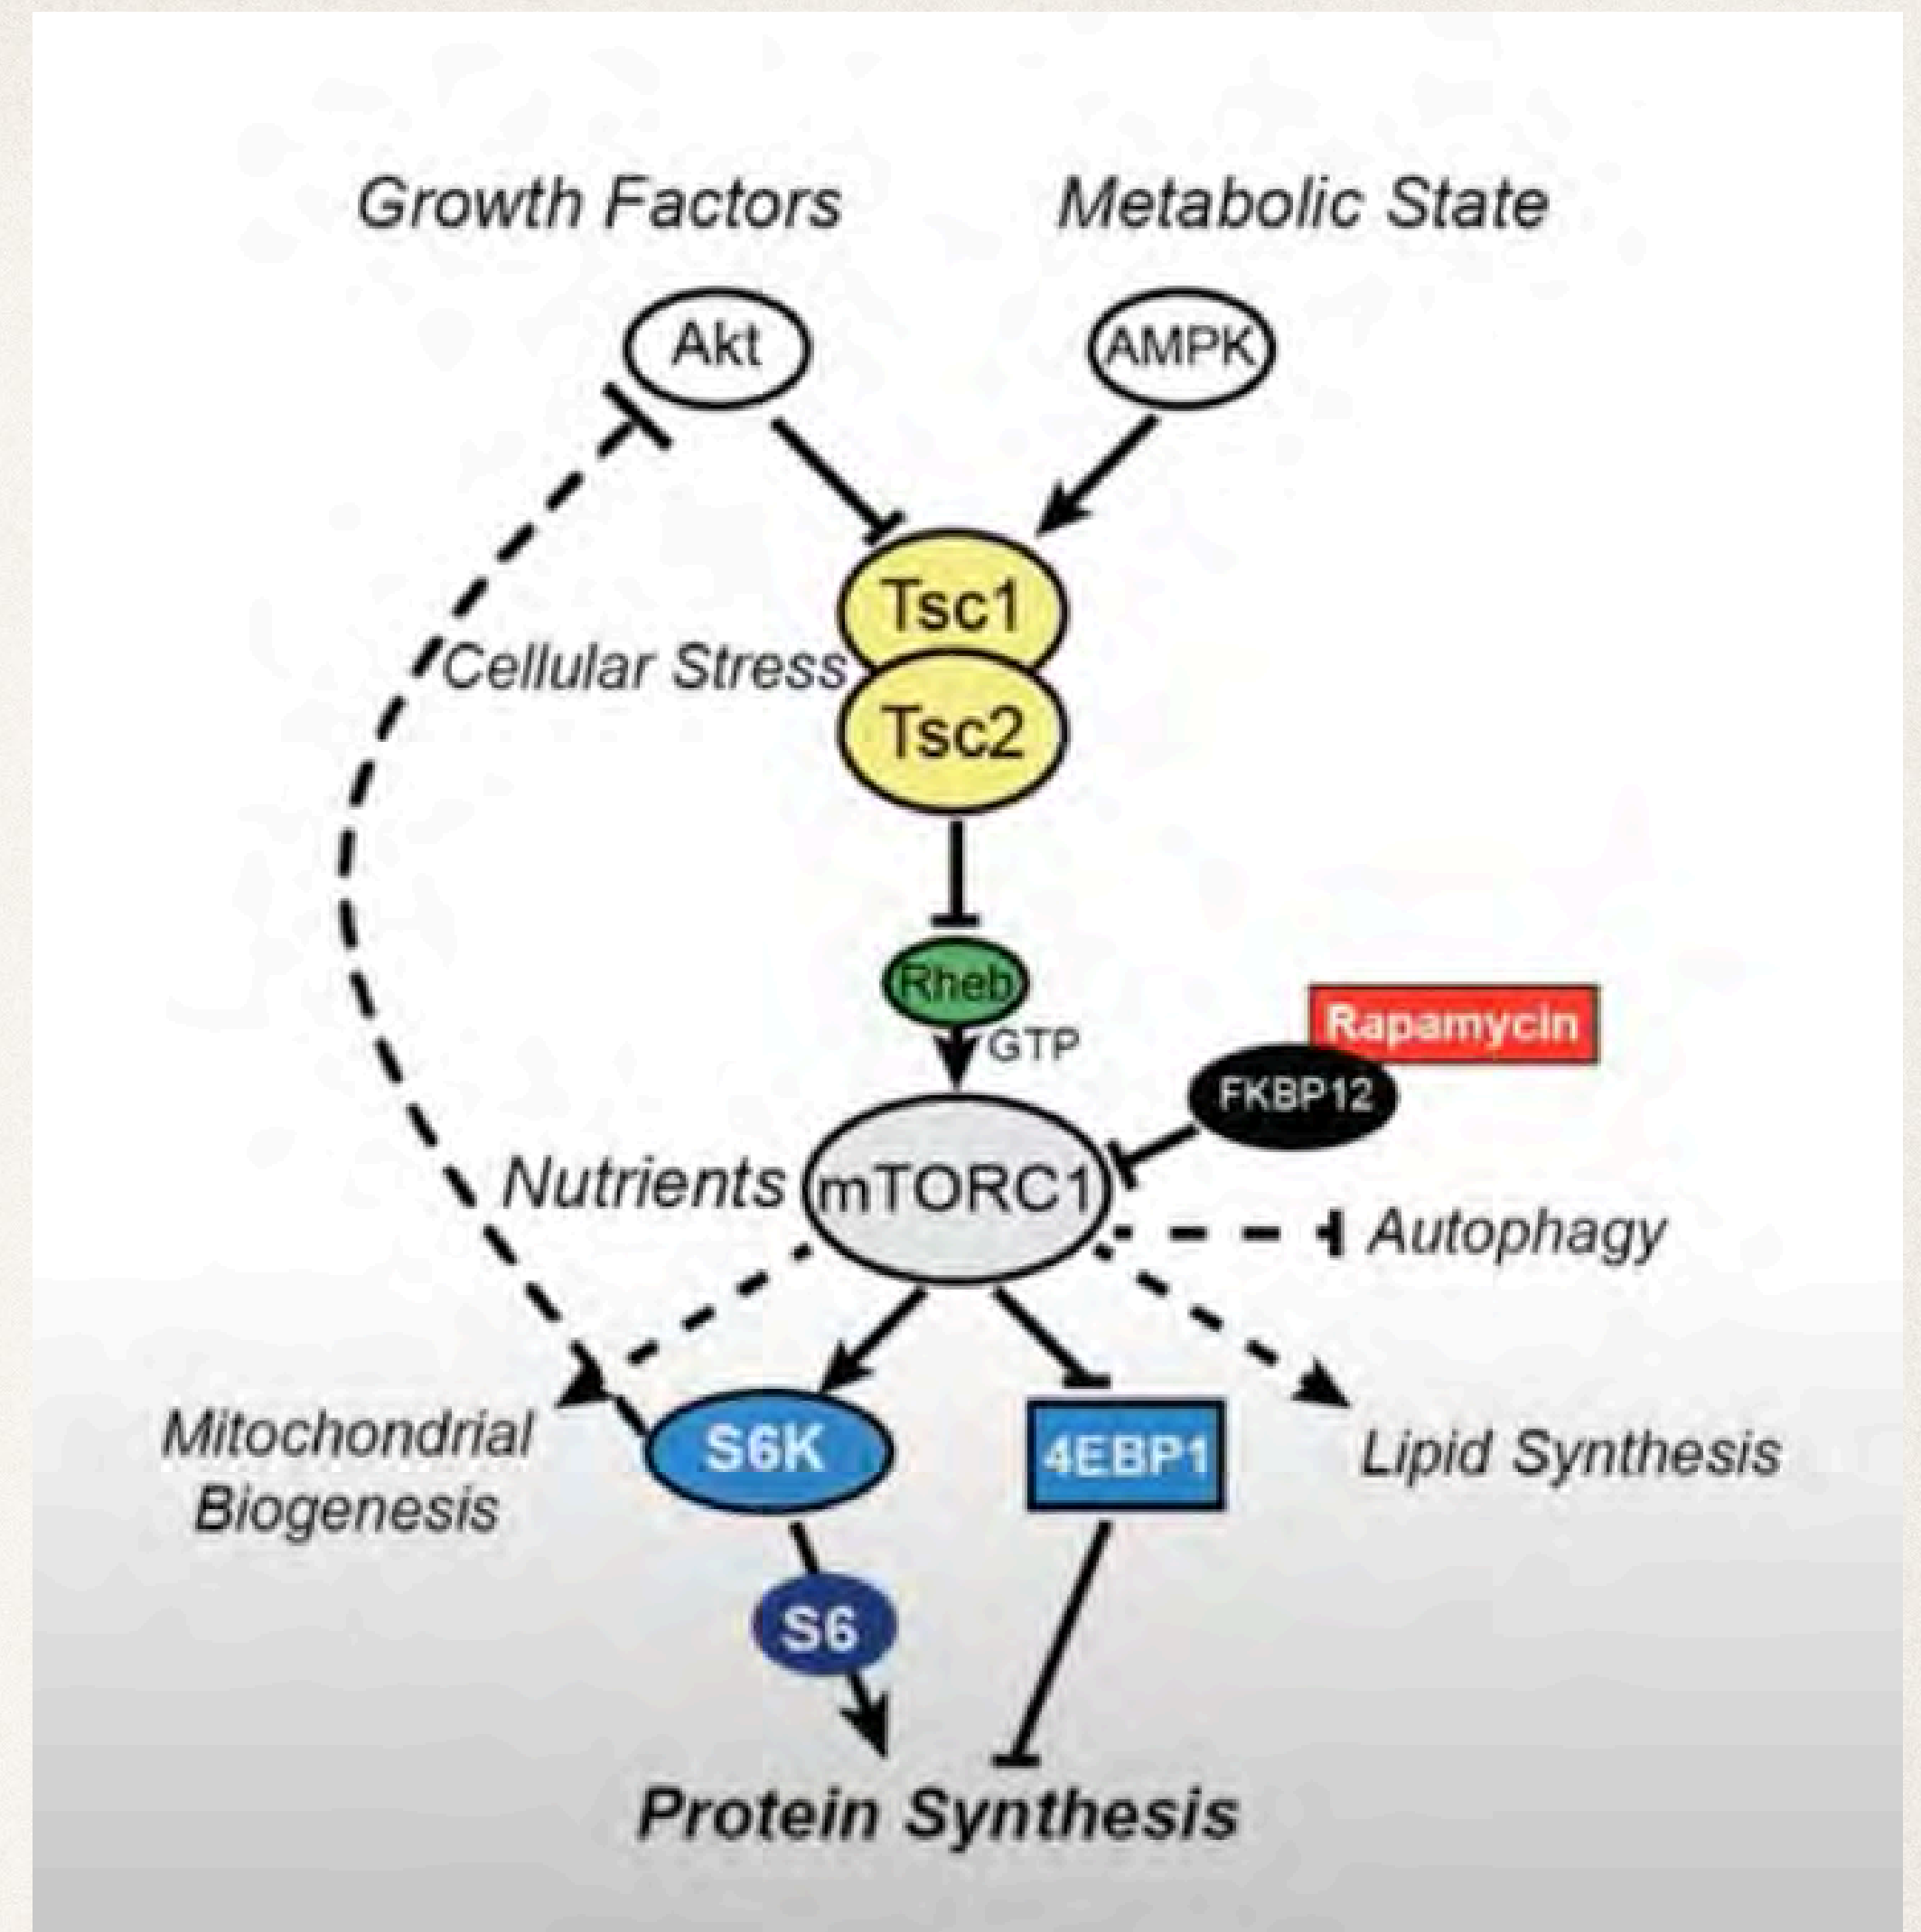 Growth Factors
Metabolic State
Akt
AMPK
Tsc1
Cellular Stress
Tsc2
Rheb
GTP
Rapamycin
FKBP12
Nutrients
mTORC1
Autophagy
Mitochondrial
Biogenesis
S6K
4EBP1
Lipid Synthesis
S6
Protein Synthesis